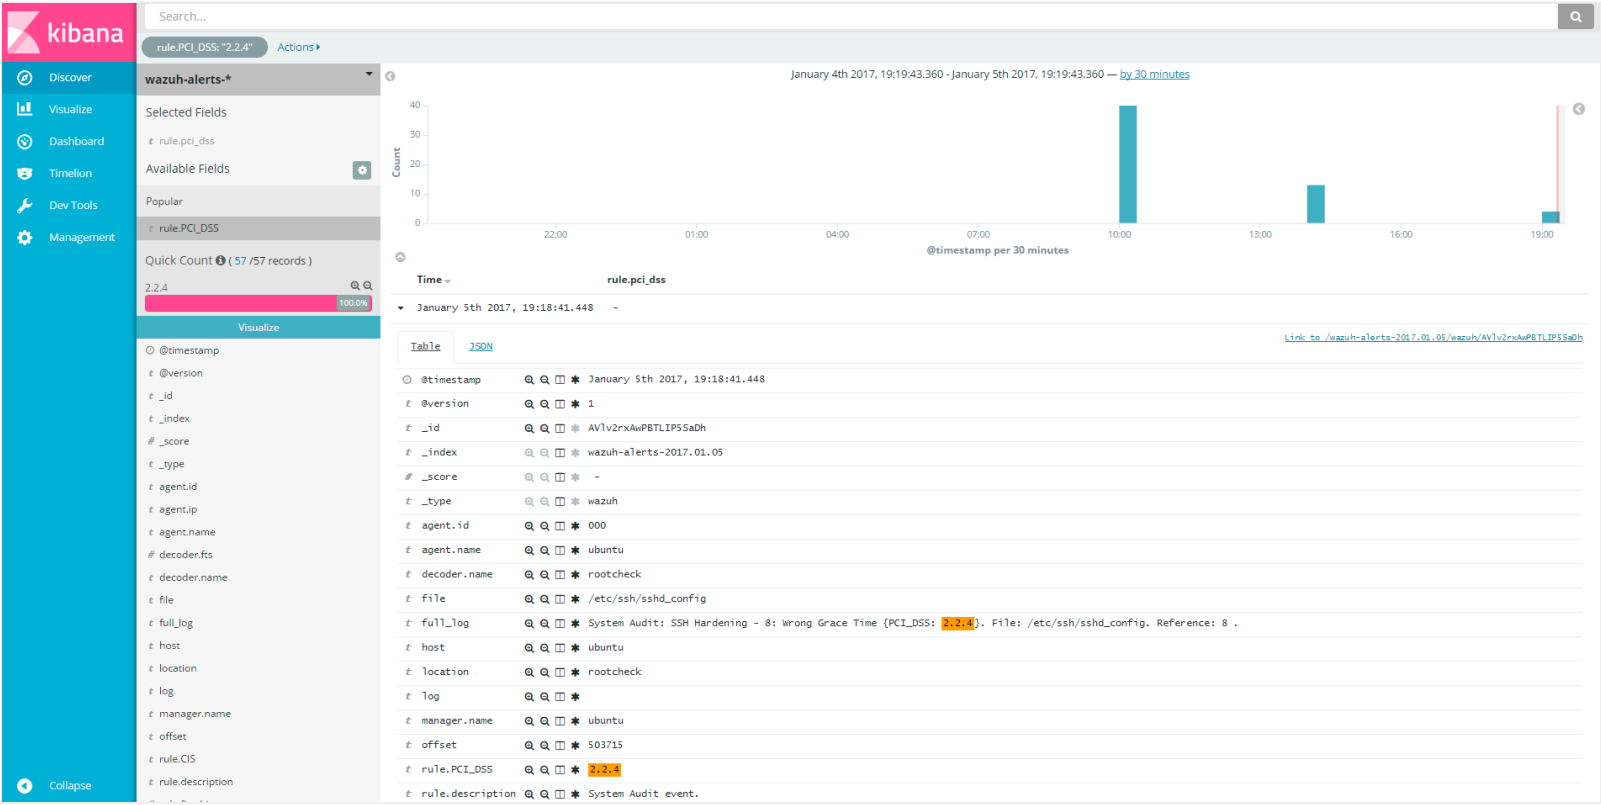 kibana
Search...
rule.PCI_DSS: "2.2.4" Actions
Discover
Visualize
Dashboard
Timelion
Dev Tools
Management
Collapse
wazuh-alerts-*
Selected Fields
t rule.pci_dss
Available Fields
Popular
t rule.PCI_DSS
Quick Count ( 57 /57 records )
2.2.4
100.0%
Visualize
@timestamp
t @version
t _id
t _index
# _score
t _type
t agent.id
t agent.ip
t agent.name
# decoder.fts
t decoder.name
t file
t full_log
t host
t location
t log
t manager.name
t offset
t rule.CIS
t rule.description
January 4th 2017, 19:19:43.360 - January 5th 2017, 19:19:43.360 — by 30 minutes
Count
40
30
20
10
0
22:00 01:00 04:00 07:00 10:00 13:00 16:00 19:00
@timestamp per 30 minutes
Time rule.pci_dss
January 5th 2017, 19:18:41.448 -
Table JSON
Link to /wazuh-alerts-2017.01.05/wazuh/AVlv2rxAwPBTLIP5SaDh
@timestamp January 5th 2017, 19:18:41.448
t @version 1
t _id AVlv2rxAwPBTLIP5SaDh
t _index wazuh-alerts-2017.01.05
# _score -
t _type wazuh
t agent.id 000
t agent.name ubuntu
t decoder.name rootcheck
t file /etc/ssh/sshd_config
t full_log System Audit: SSH Hardening - 8: Wrong Grace Time {PCI_DSS: 2.2.4}. File: /etc/ssh/sshd_config. Reference: 8 .
t host ubuntu
t location rootcheck
t log
t manager.name ubuntu
t offset 503715
t rule.PCI_DSS 2.2.4
t rule.description System Audit event.